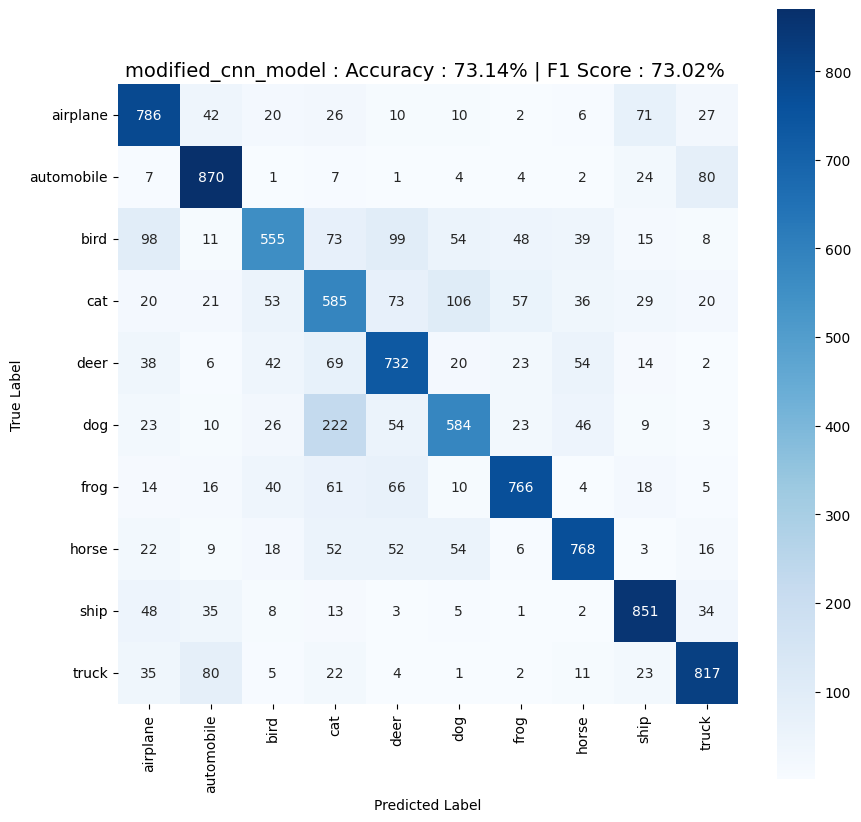 modified_cnn_model : Accuracy : 73.14% | F1 Score : 73.02%
airplane 786 42 20 26 10 10 2 6 71 27
automobile 7 870 1 7 1 4 4 2 24 80
bird 98 11 555 73 99 54 48 39 15 8
cat 20 21 53 585 73 106 57 36 29 20
deer 38 6 42 69 732 20 23 54 14 2
dog 23 10 26 222 54 584 23 46 9 3
frog 14 16 40 61 66 10 766 4 18 5
horse 22 9 18 52 52 54 6 768 3 16
ship 48 35 8 13 3 5 1 2 851 34
truck 35 80 5 22 4 1 2 11 23 817
airplane automobile bird cat deer dog frog horse ship truck
Predicted Label
True Label
800
700
600
500
400
300
200
100